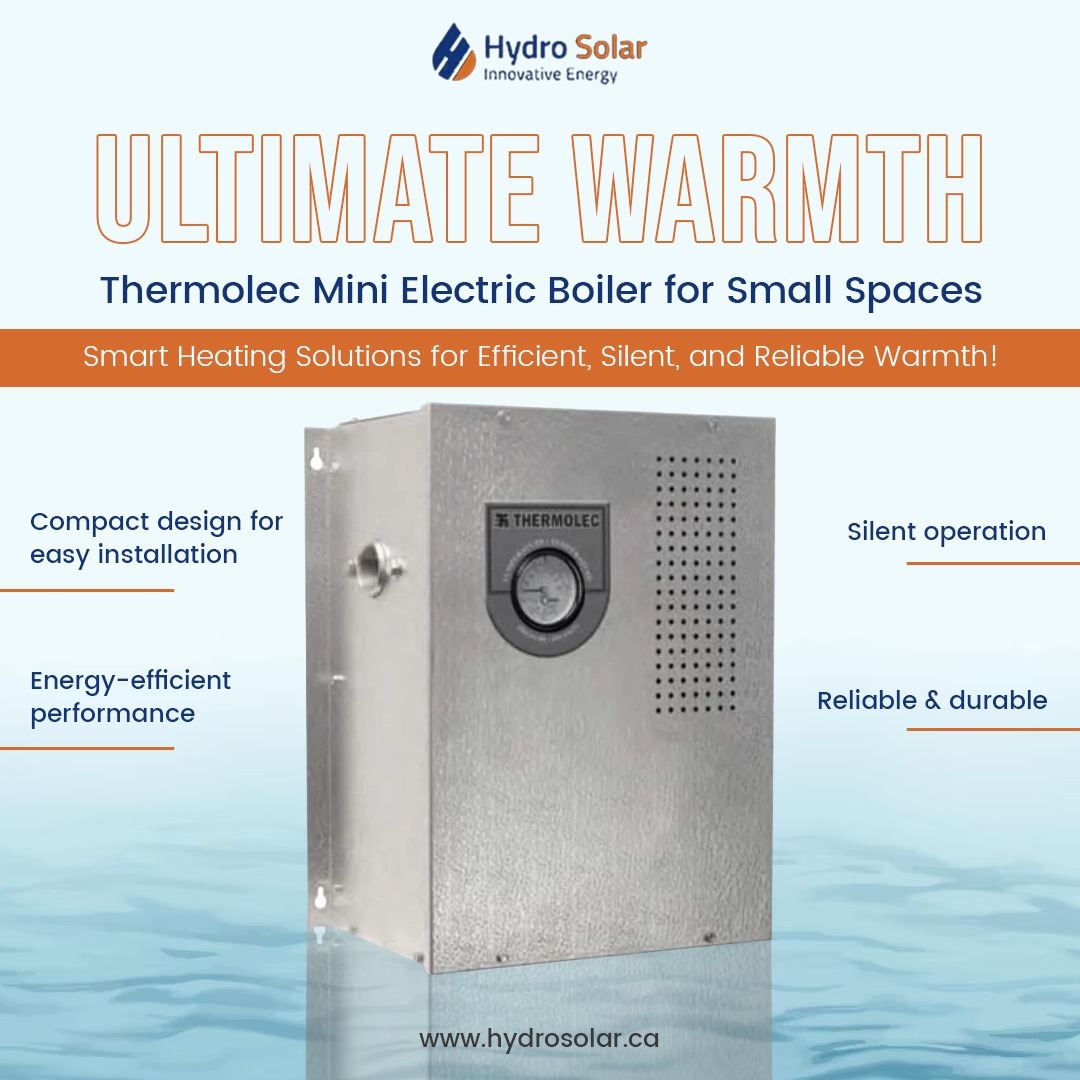 Hydro Solar
Innovative Energy
ULTIMATE WARMTH
Thermolec Mini Electric Boiler for Small Spaces
Smart Heating Solutions for Efficient, Silent, and Reliable Warmth!
THERMOLEC
Compact design for
easy installation
Silent operation
Energy-efficient
performance
Reliable & durable
www.hydrosolar.ca